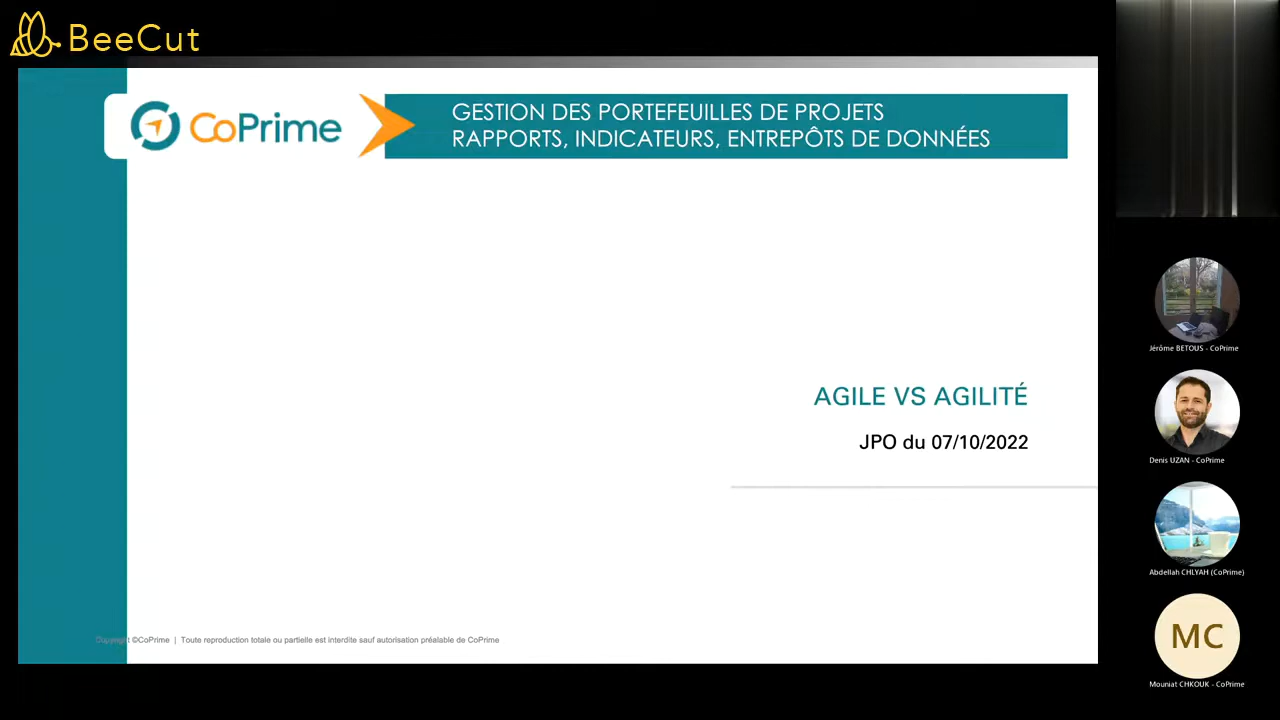 BeeCut
CoPrime
GESTION DES PORTEFEUILLES DE PROJETS
RAPPORTS, INDICATEURS, ENTREPÔTS DE DONNÉES
AGILE VS AGILITÉ
JPO du 07/10/2022
Copyright ©CoPrime | Toute reproduction totale ou partielle est interdite sauf autorisation préalable de CoPrime
Jérôme BETOUS - CoPrime
Denis UZAN - CoPrime
Abdellah CHLYAH (CoPrime)
MC
Mouniat CHKOUK - CoPrime